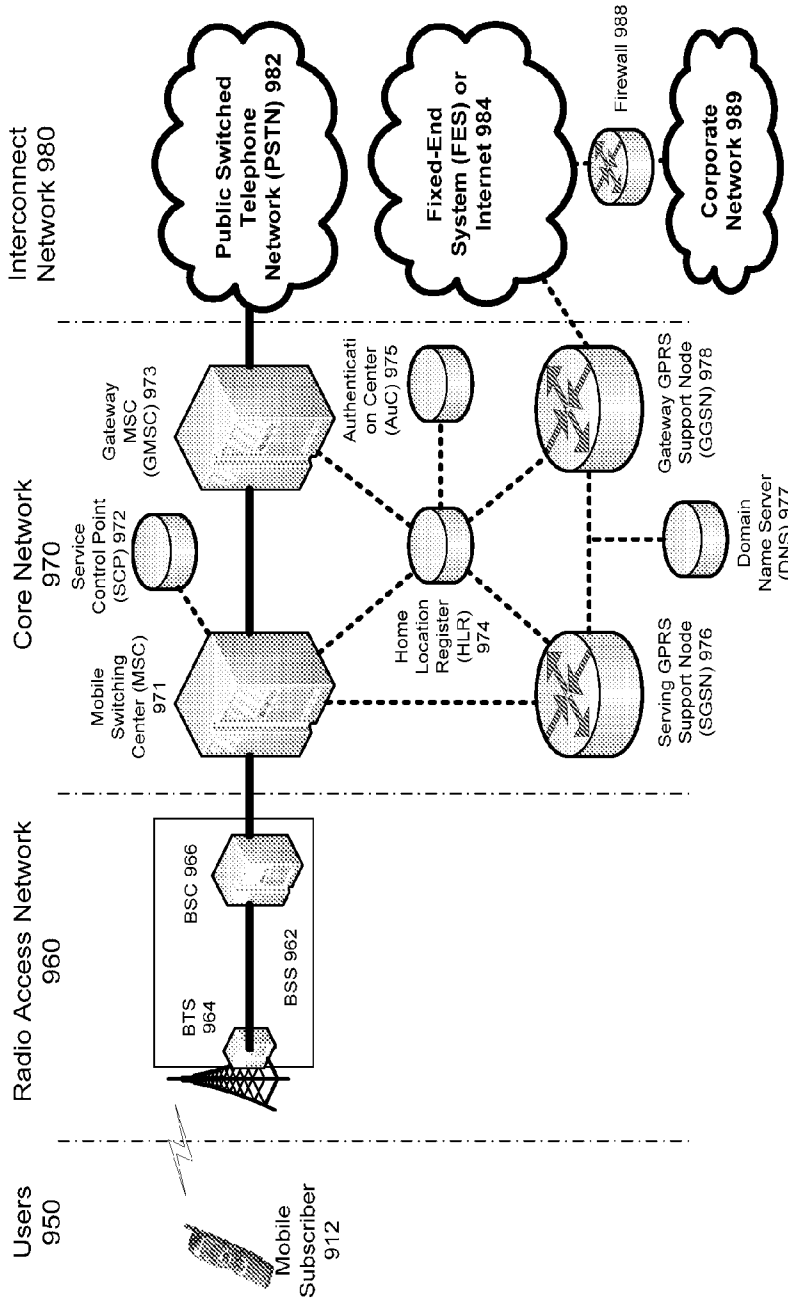 Users
950
Radio Access Network
960
Core Network
970
Interconnect
Network 980
Mobile
Subscriber
912
BTS
964
BSC 966
BSS 962
Mobile
Switching
Center (MSC)
971
Service
Control Point
(SCP) 972
Gateway
MSC
(GMSC) 973
Public Switched
Telephone
Network (PSTN) 982
Home
Location
Register
(HLR)
974
Authenticati
on Center
(AuC) 975
Fixed-End
System (FES) or
Internet 984
Serving GPRS
Support Node
(SGSN) 976
Domain
Name Server
(DNS) 977
Gateway GPRS
Support Node
(GGSN) 978
Firewall 988
Corporate
Network 989